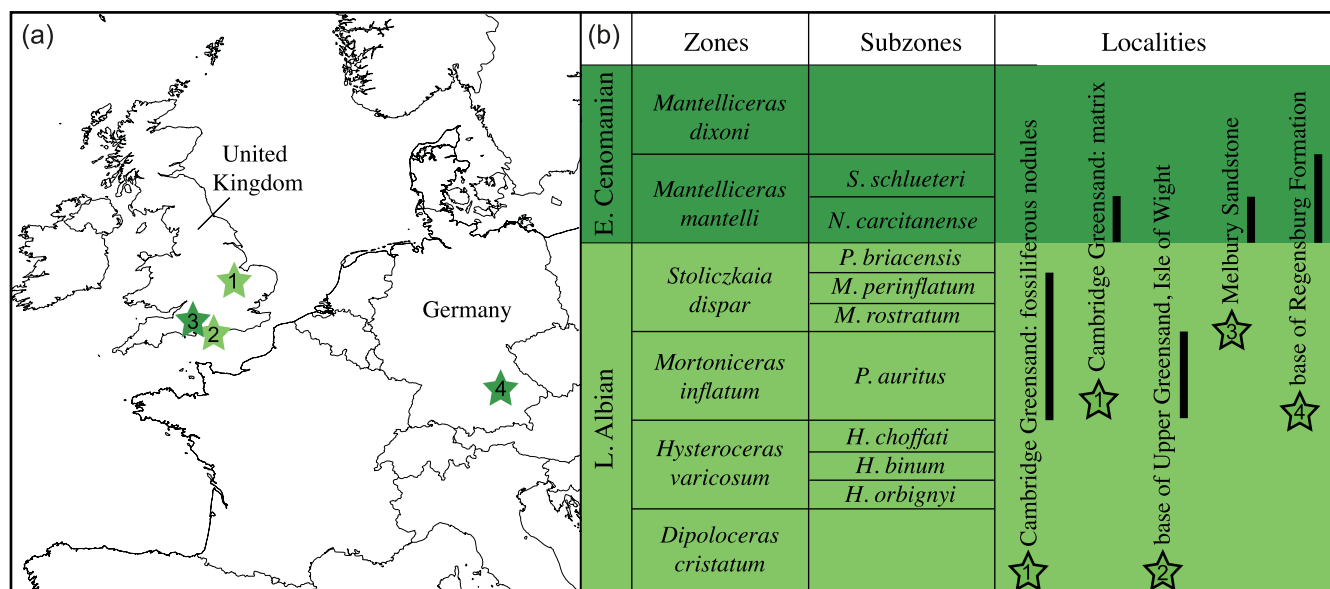 (a)
United
Kingdom
1
3
2
Germany
4
(b)
Zones
Subzones
Localities
E. Cenomanian
Mantelliceras
dixoni
Mantelliceras
mantelli
S. schlueteri
N. carcitanense
L. Albian
Stoliczkaia
dispar
P. briacensis
M. perinflatum
M. rostratum
Mortoniceras
inflatum
P. auritus
Hysteroceras
varicosum
H. choffati
H. binum
H. orbignyi
Dipoloceras
cristatum
1 Cambridge Greensand: fossiliferous nodules
1 Cambridge Greensand: matrix
2 base of Upper Greensand, Isle of Wight
3 Melbury Sandstone
4 base of Regensburg Formation